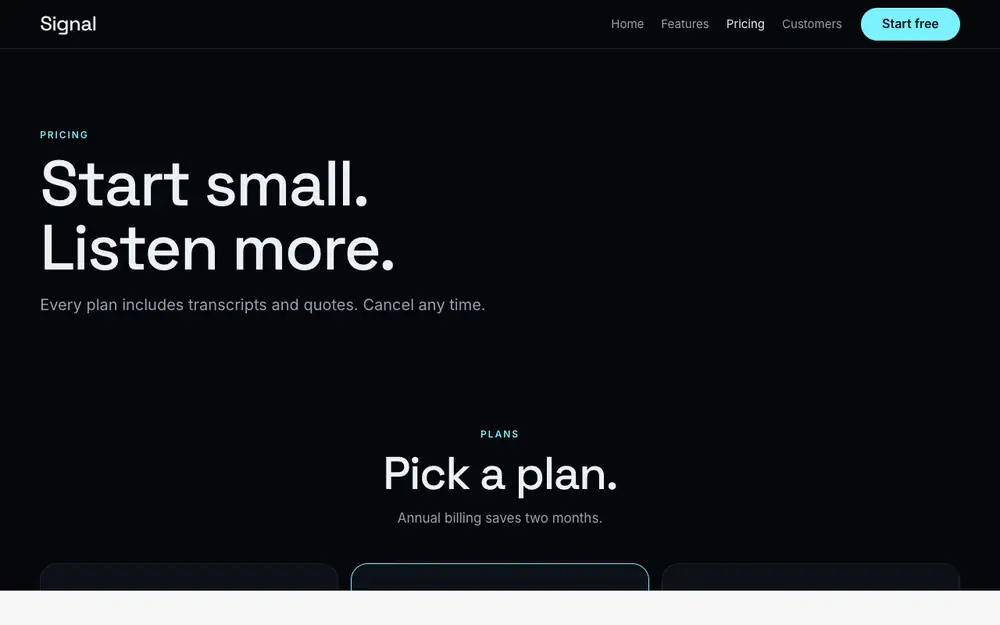 Signal
Home
Features
Pricing
Customers
Start free
PRICING
Start small.
Listen more.
Every plan includes transcripts and quotes. Cancel any time.
PLANS
Pick a plan.
Annual billing saves two months.